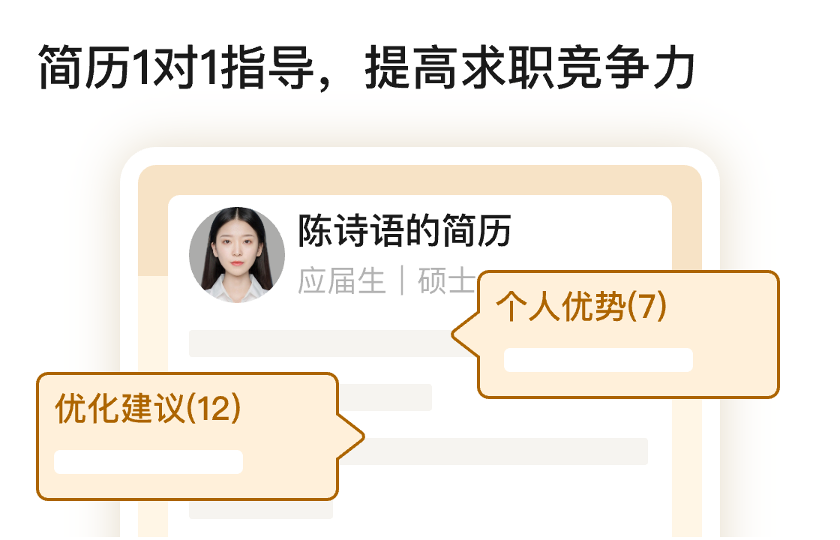 简历1对1指导，提高求职竞争力
陈诗语的简历
应届生｜硕士
个人优势(7)
优化建议(12)